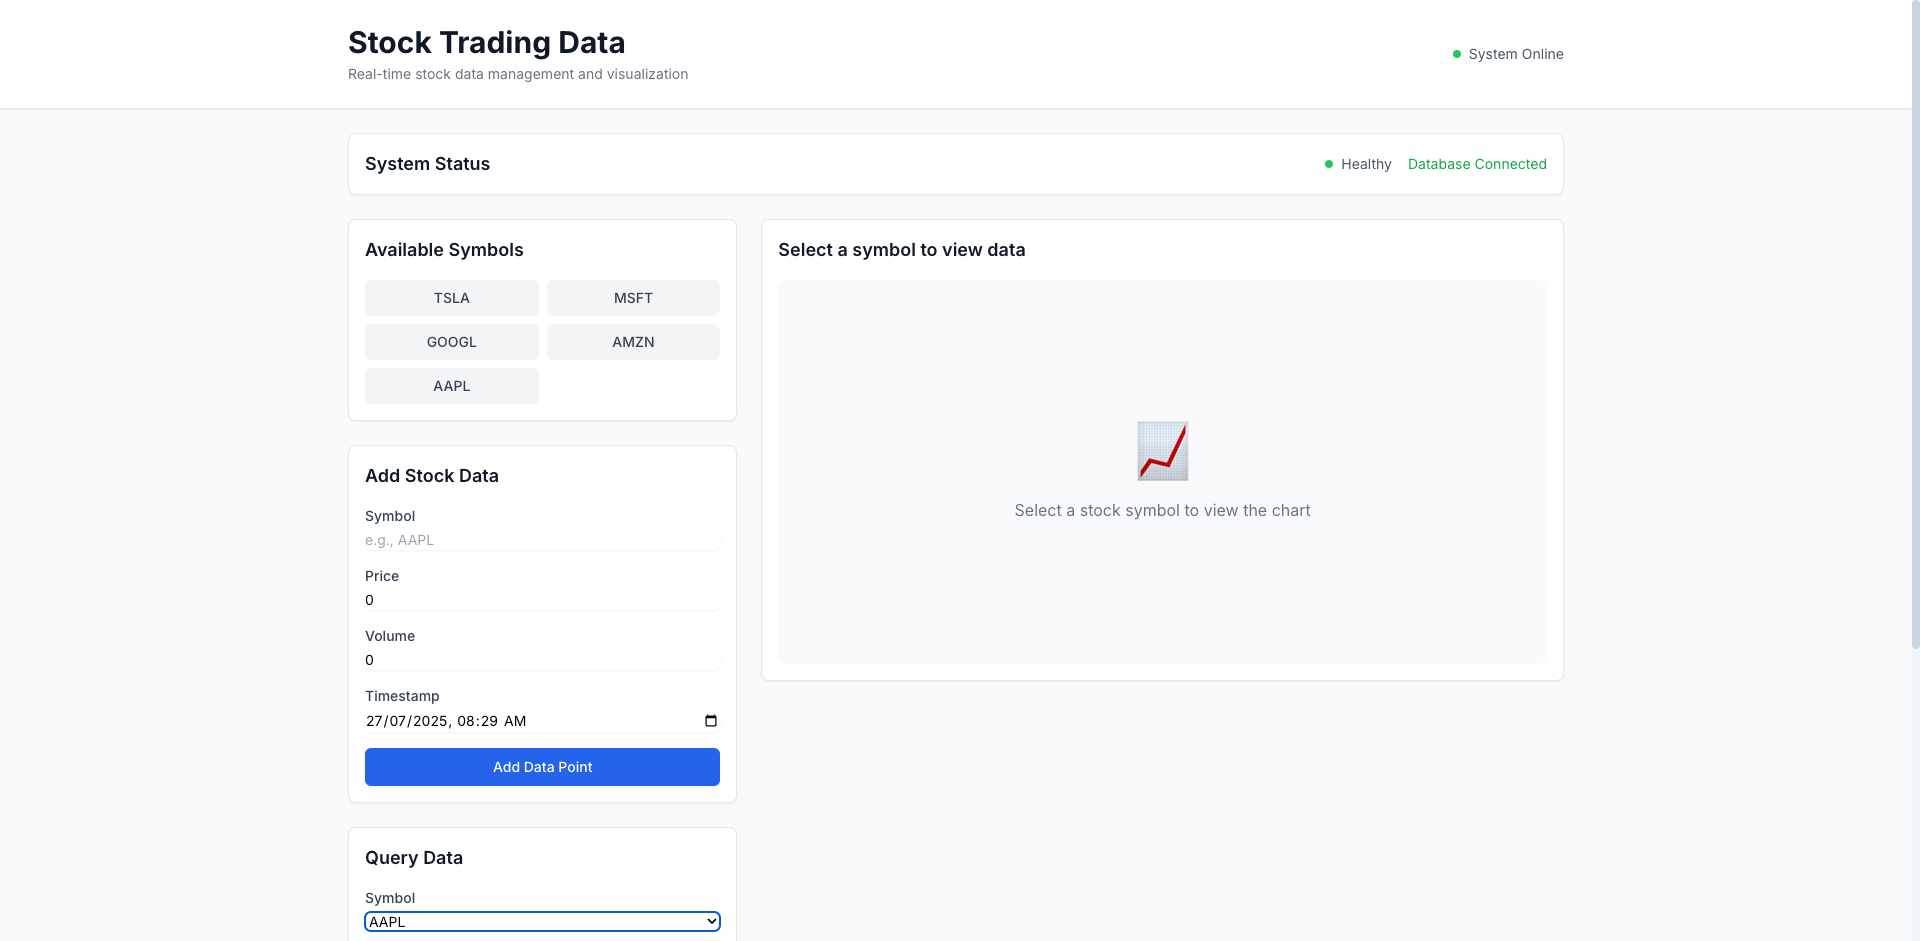 Stock Trading Data
Real-time stock data management and visualization
System Online
System Status
Healthy
Database Connected
Available Symbols
TSLA
MSFT
GOOGL
AMZN
AAPL
Select a symbol to view data
Select a stock symbol to view the chart
Add Stock Data
Symbol
e.g., AAPL
Price
0
Volume
0
Timestamp
27/07/2025, 08:29 AM
Add Data Point
Query Data
Symbol
AAPL